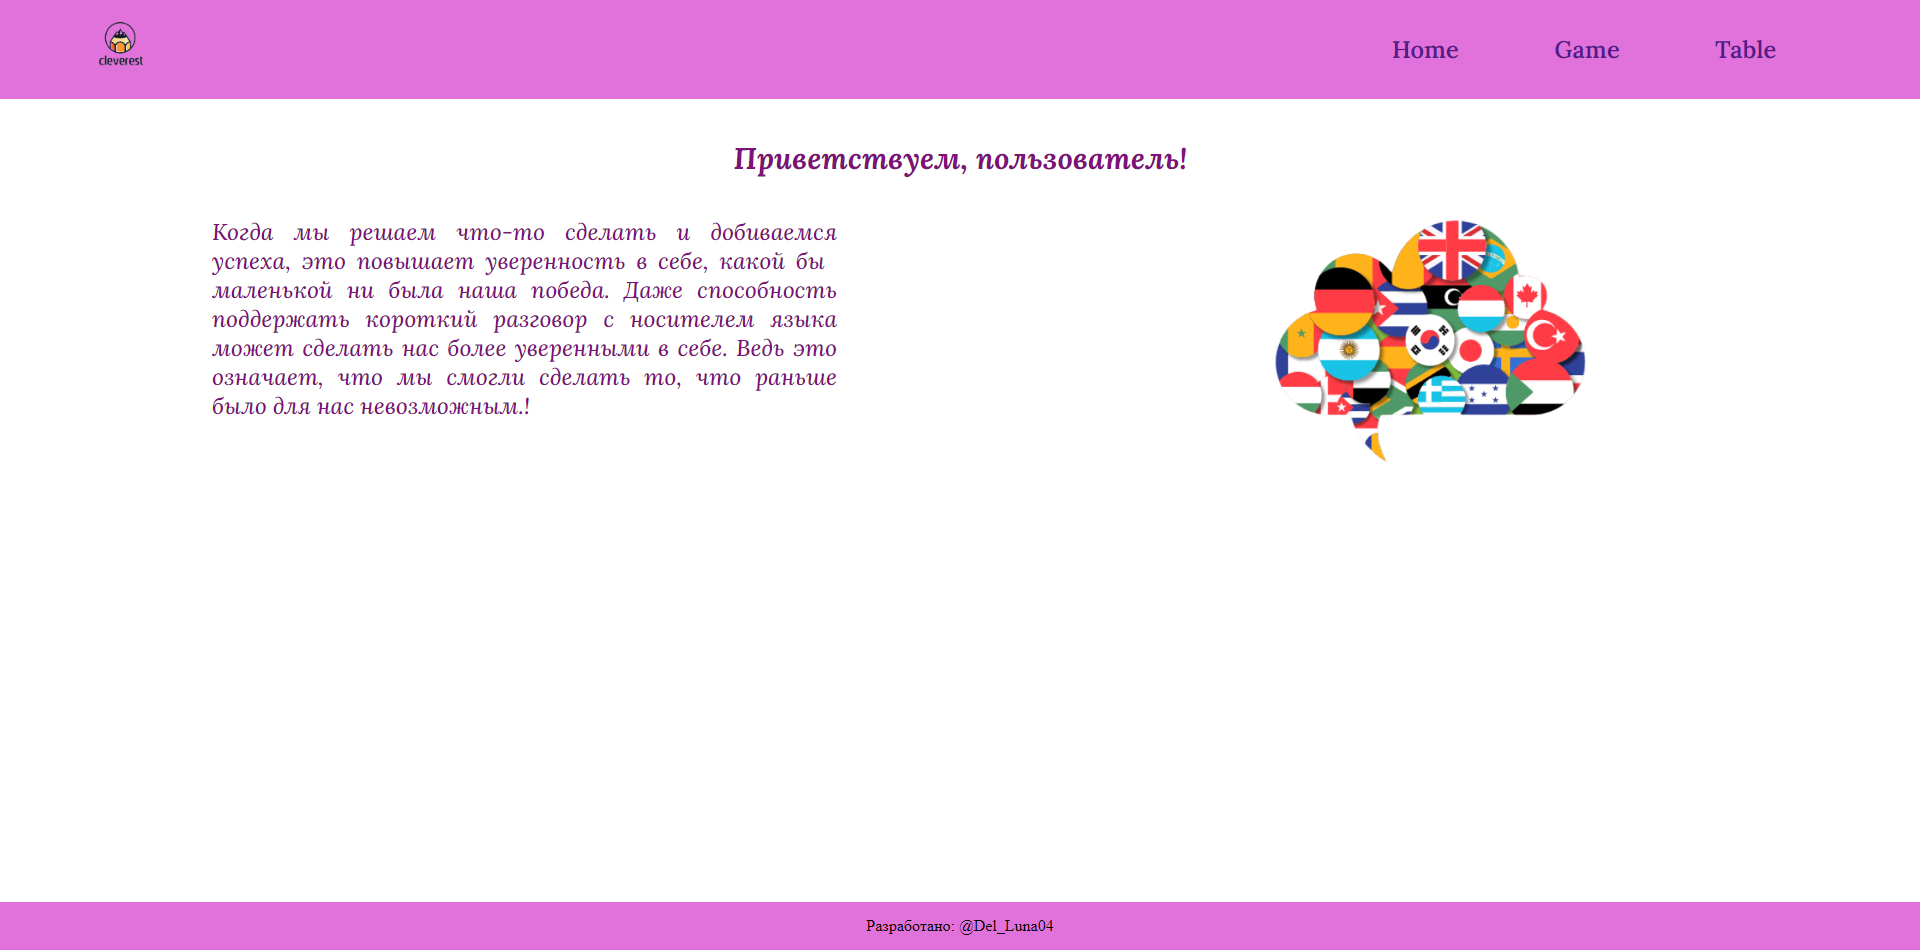 cleverest
Home Game Table
Приветствуем, пользователь!
Когда мы решаем что-то сделать и добиваемся
успеха, это повышает уверенность в себе, какой бы
маленькой ни была наша победа. Даже способность
поддержать короткий разговор с носителем языка
может сделать нас более уверенными в себе. Ведь это
означает, что мы смогли сделать то, что раньше
было для нас невозможным.!
Разработано: @Del_Luna04